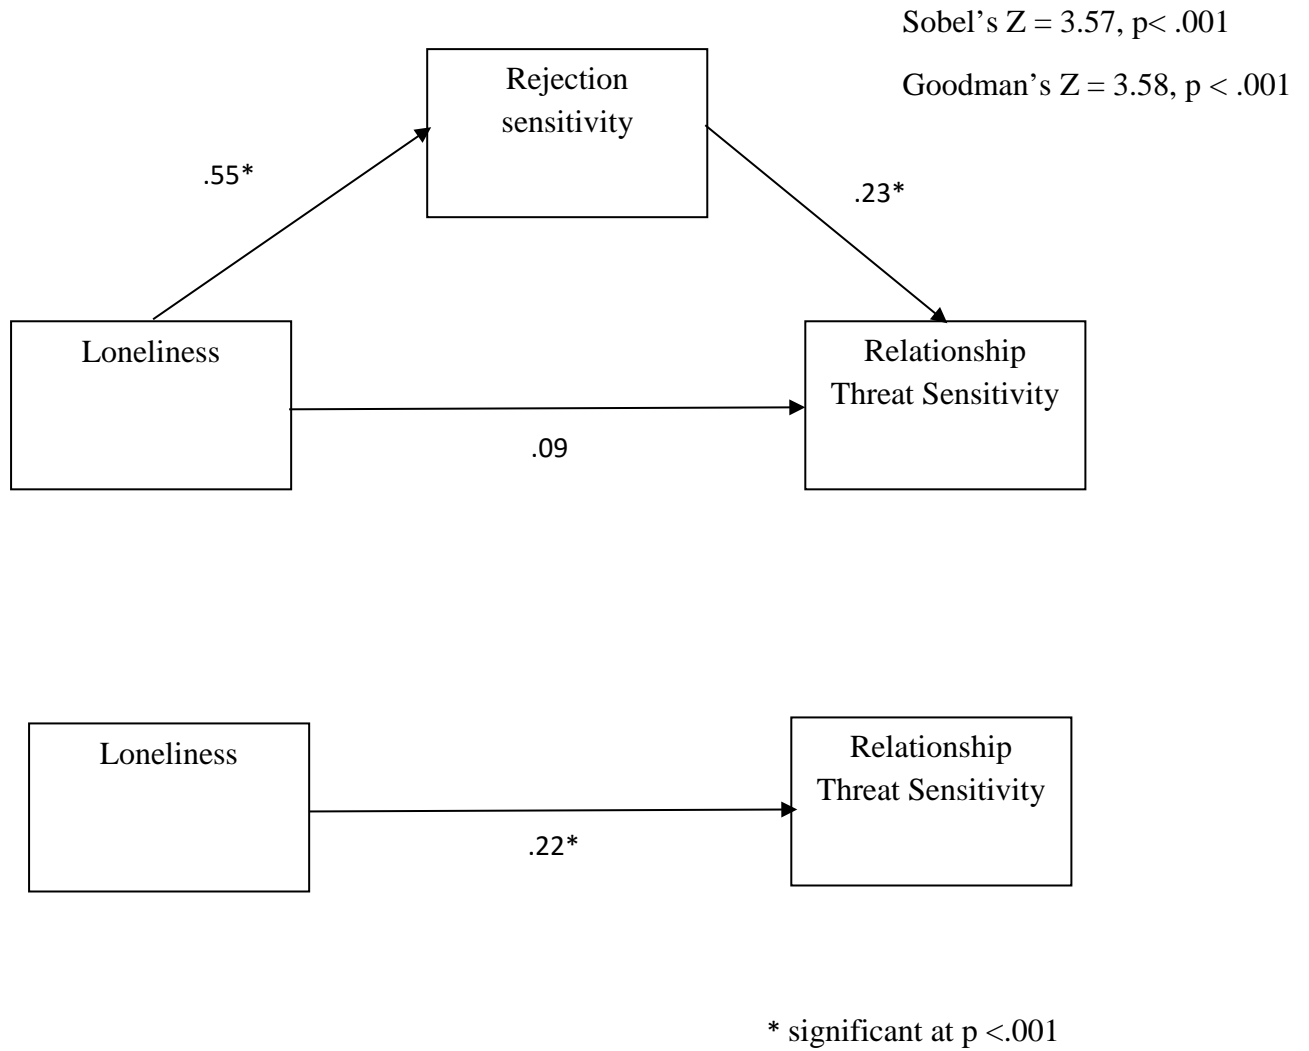 Sobel’s Z = 3.57, p< .001
Rejection
sensitivity
Goodman’s Z = 3.58, p < .001
.55*
.23*
Loneliness
Relationship
Threat Sensitivity
.09
Loneliness
Relationship
Threat Sensitivity
.22*
* significant at p <.001